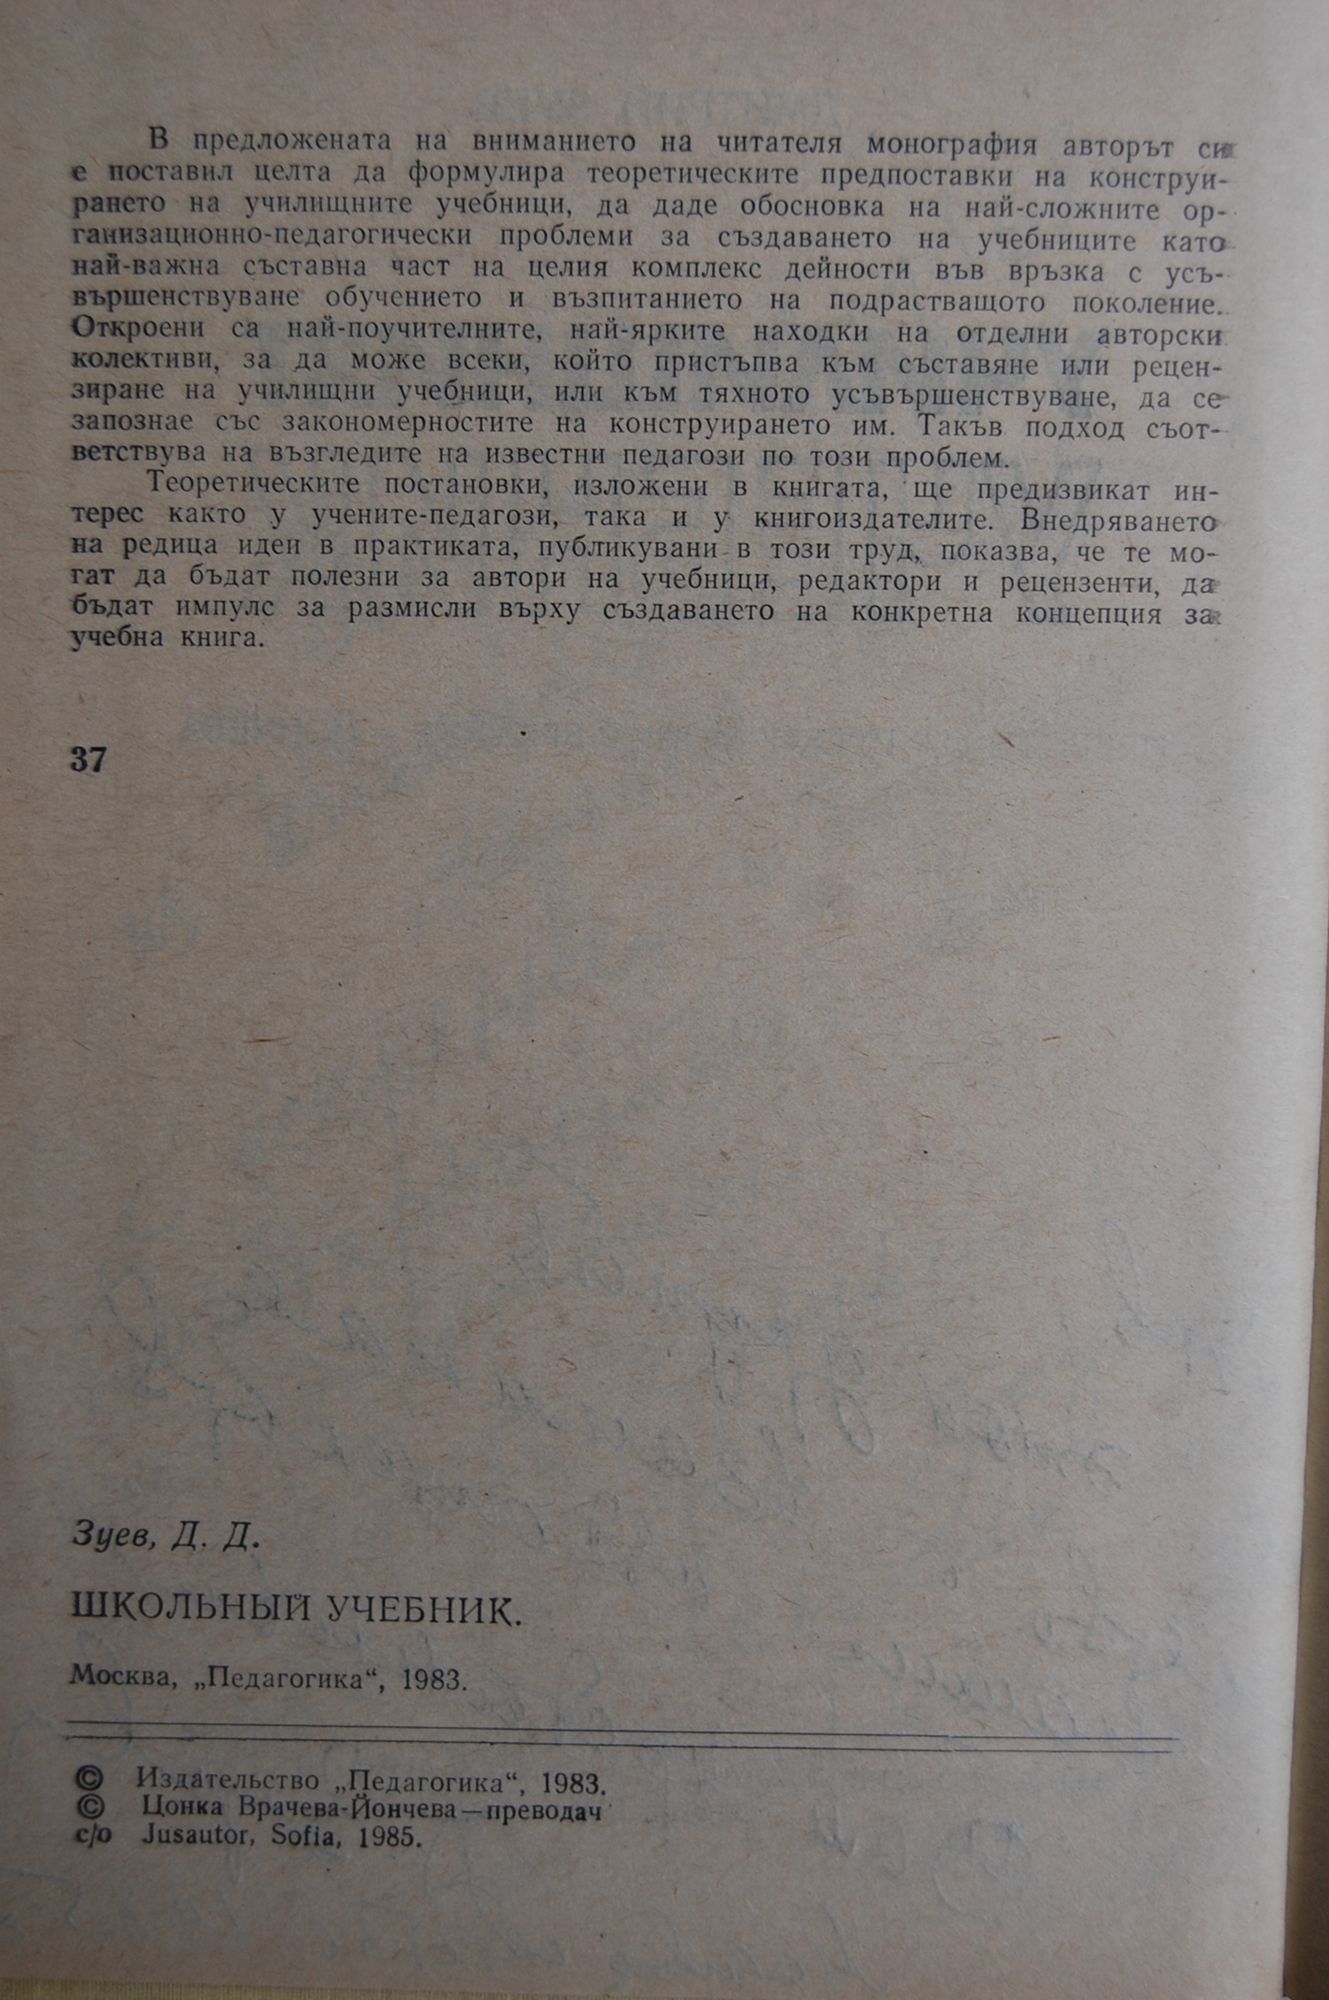 В предложената на вниманието на читателя монография авторът си
е поставил целта да формулира теоретическите предпоставки на конструи-
рането на училищните учебници, да даде обосновка на най-сложните ор-
ганизационно-педагогически проблеми за създаването на учебниците като
най-важна съставна част на целия комплекс дейности във връзка с усъ-
вършенствуване обучението и възпитанието на подрастващото поколение.
Откроени са най-поучителните, най-ярките находки на отделни авторски
колективи, за да може всеки, който пристъпва към съставяне или рецен-
зиране на училищни учебници, или към тяхното усъвършенствуване, да се
запознае със закономерностите на конструирането им. Такъв подход съот-
ветствува на възгледите на известни педагози по този проблем.
Теоретическите постановки, изложени в книгата, ще предизвикат ин-
терес както у учените-педагози, така и у книгоиздателите. Внедряването
на редица идеи в практиката, публикувани в този труд, показва, че те мо-
гат да бъдат полезни за автори на учебници, редактори и рецензенти, да
бъдат импулс за размисли върху създаването на конкретна концепция за
учебна книга.
37
Зуев, Д. Д.
ШКОЛЬНЫЙ УЧЕБНИК.
Москва, „Педагогика“, 1983.
© Издательство „Педагогика“, 1983.
© Цонка Врачева-Йончева—преводач
c/o Jusautor, Sofia, 1985.